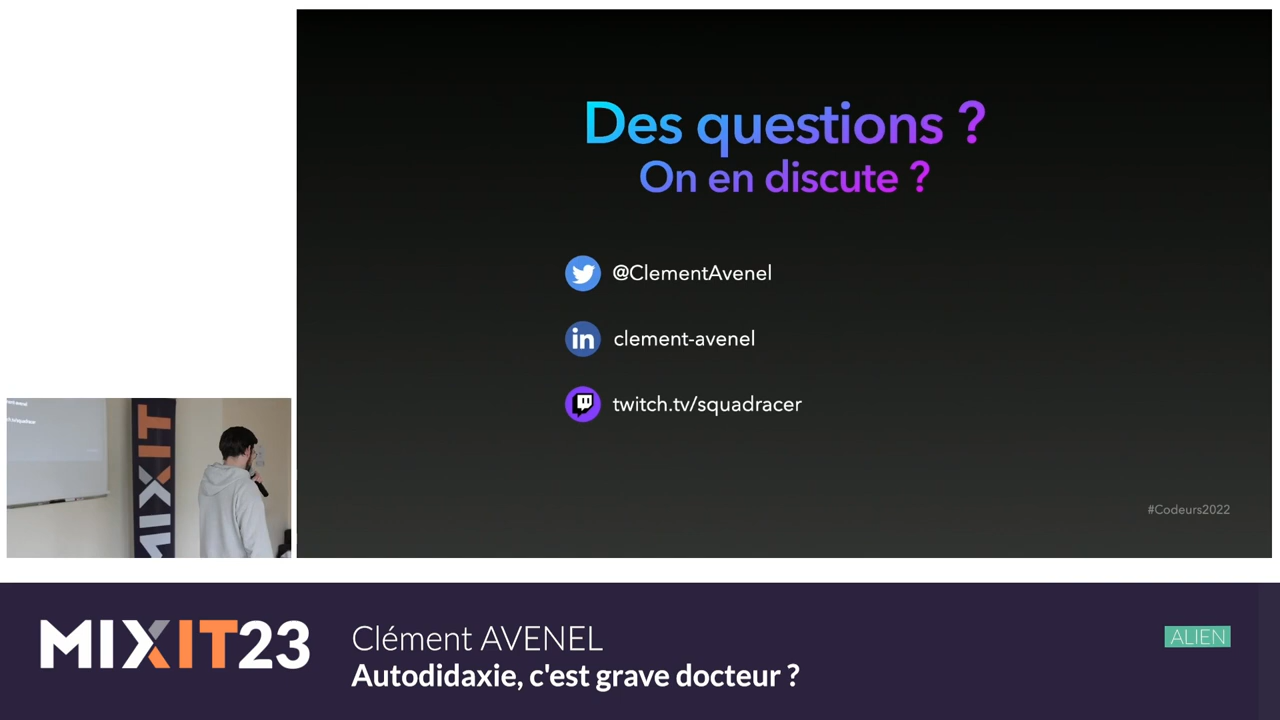 Des questions ?
On en discute ?
@ClementAvenel
in clement-avenel
twitch.tv/squadracer
#Codeurs2022
MIXIT
MIXIT23
Clément AVENEL
Autodidaxie, c'est grave docteur ?
ALIEN